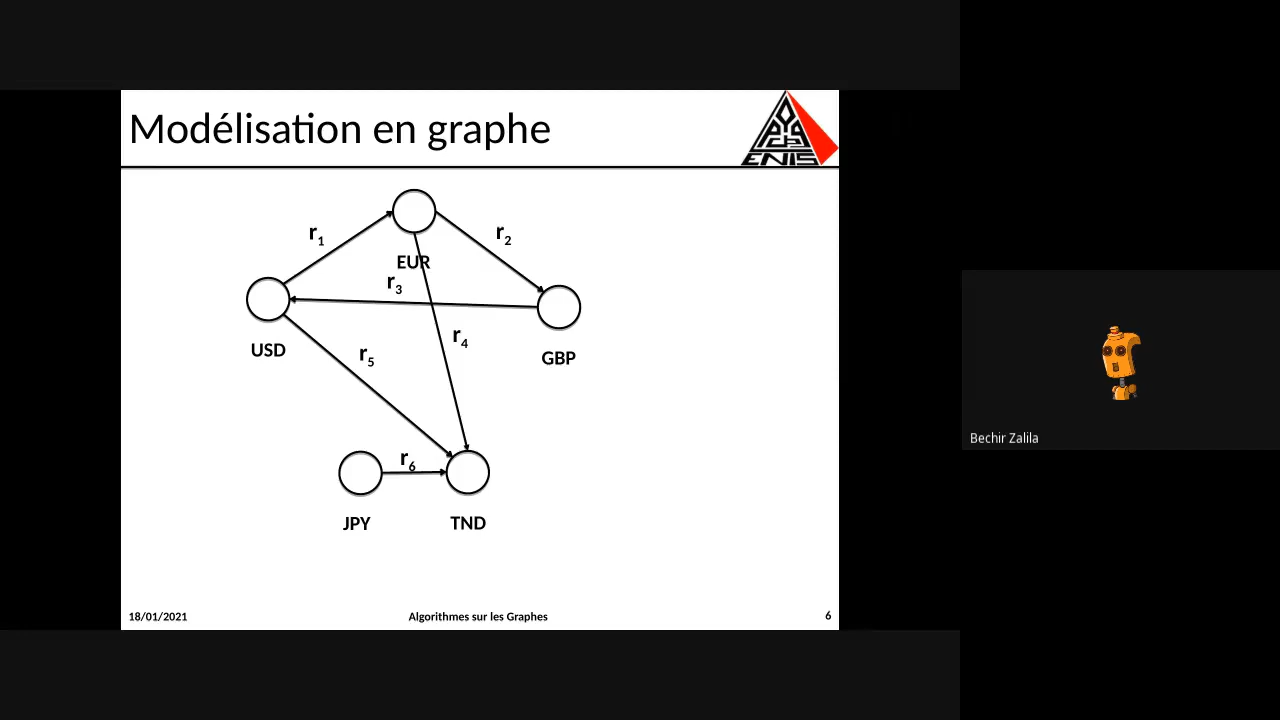 Modélisation en graphe
ENIS
r1
r2
EUR
r3
r4
USD
r5
GBP
r6
JPY
TND
18/01/2021
Algorithmes sur les Graphes
6
Bechir Zalila